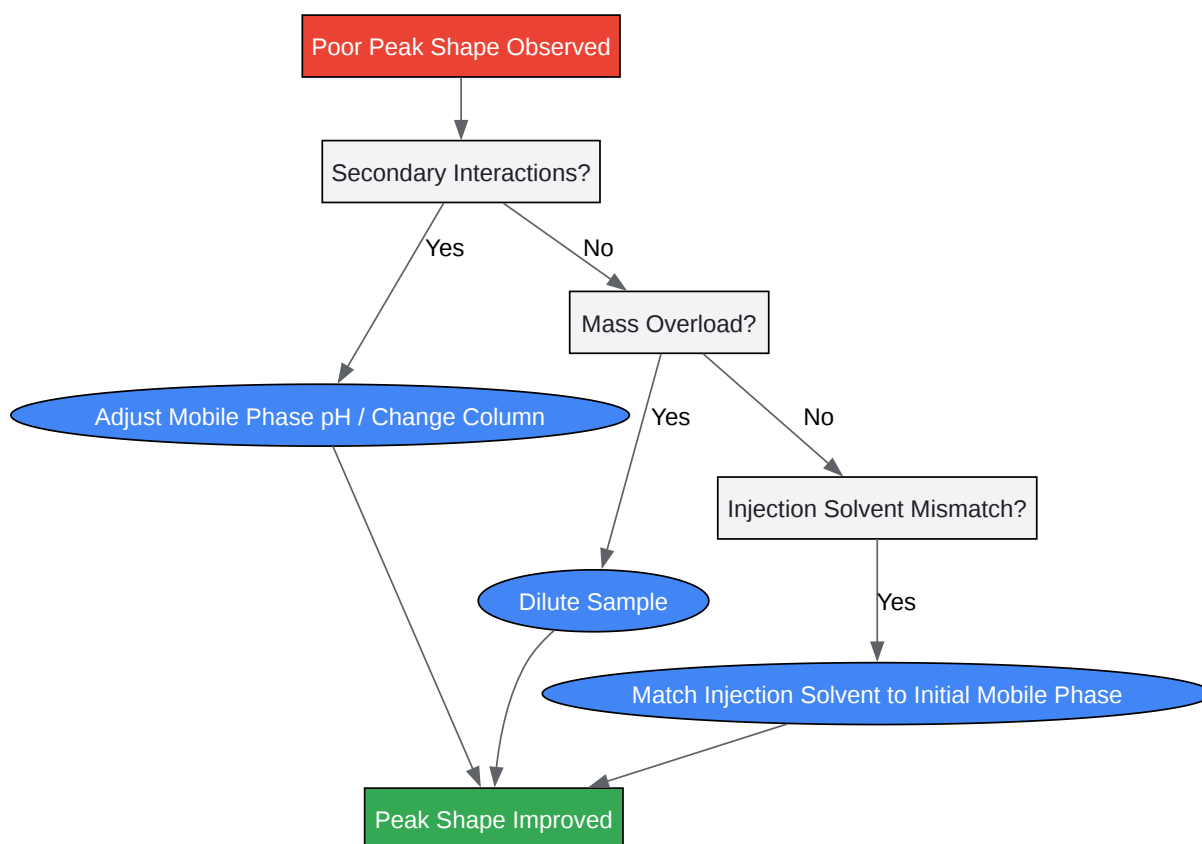 Poor Peak Shape Observed
Secondary Interactions?
Yes
No
Mass Overload?
Adjust Mobile Phase pH / Change Column
Yes
No
Injection Solvent Mismatch?
Dilute Sample
Yes
Match Injection Solvent to Initial Mobile Phase
Peak Shape Improved